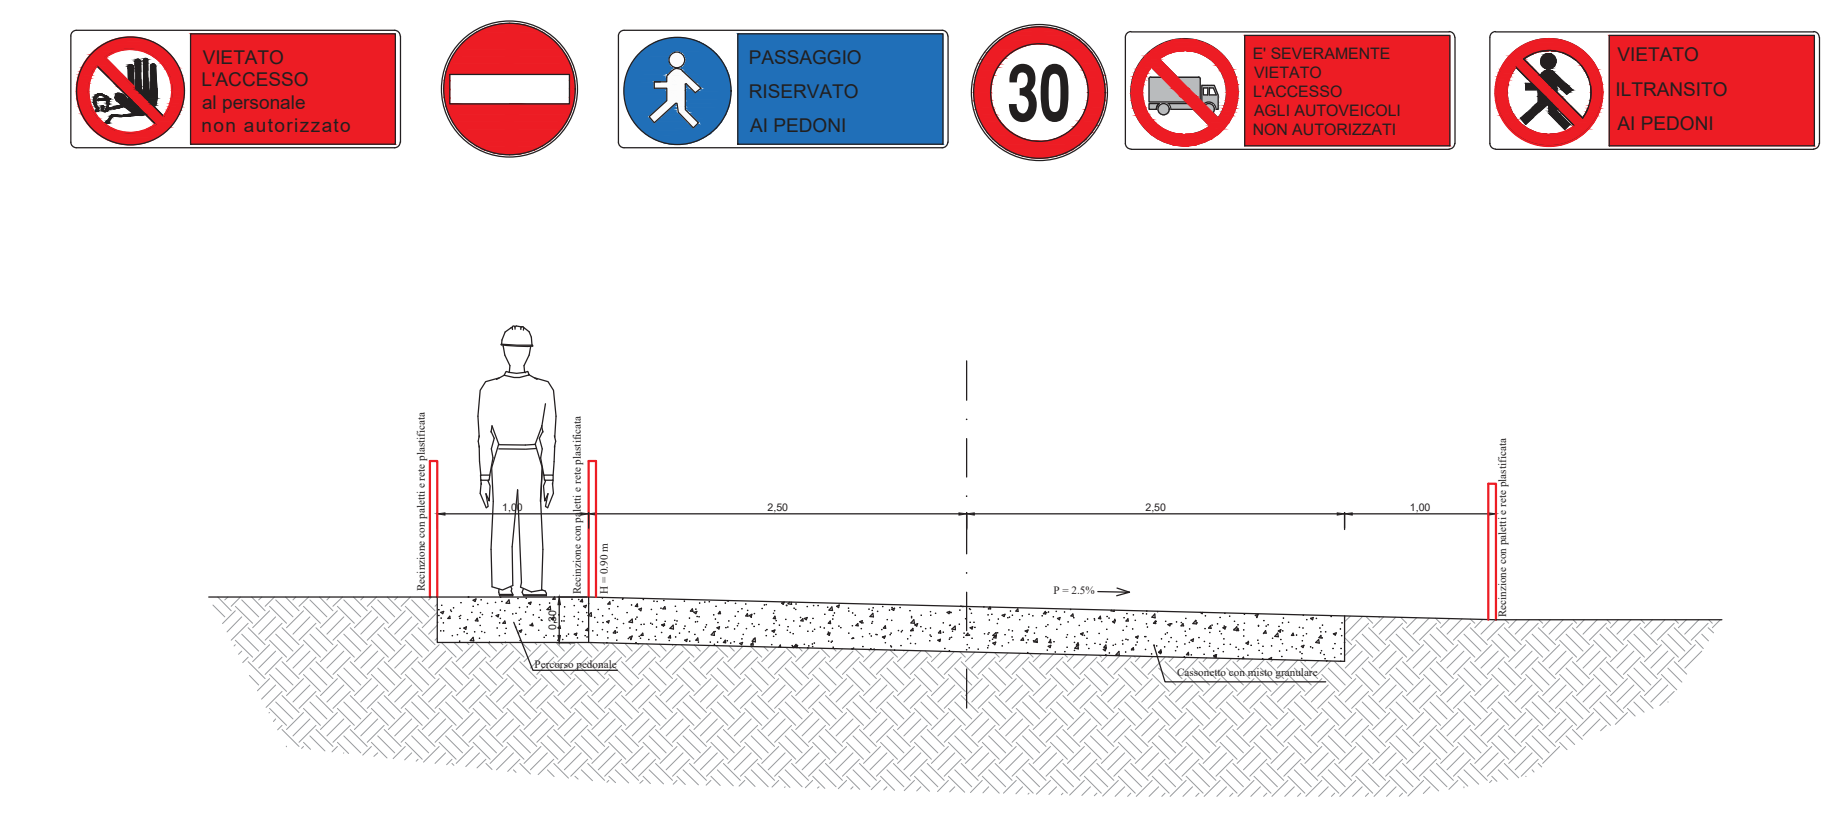 VIETATO
L'ACCESSO
al personale
non autorizzato
PASSAGGIO
RISERVATO
AI PEDONI
30
E' SEVERAMENTE
VIETATO
L'ACCESSO
AGLI AUTOVEICOLI
NON AUTORIZZATI
VIETATO
ILTRANSITO
AI PEDONI
Recinzione con paletti e rete plastificata
1,00
Recinzione con paletti e rete plastificata
H = 0.90 m
2,50
2,50
1,00
Recinzione con paletti e rete plastificata
P = 2.5%
0,30
Percorso pedonale
Cassonetto con misto granulare